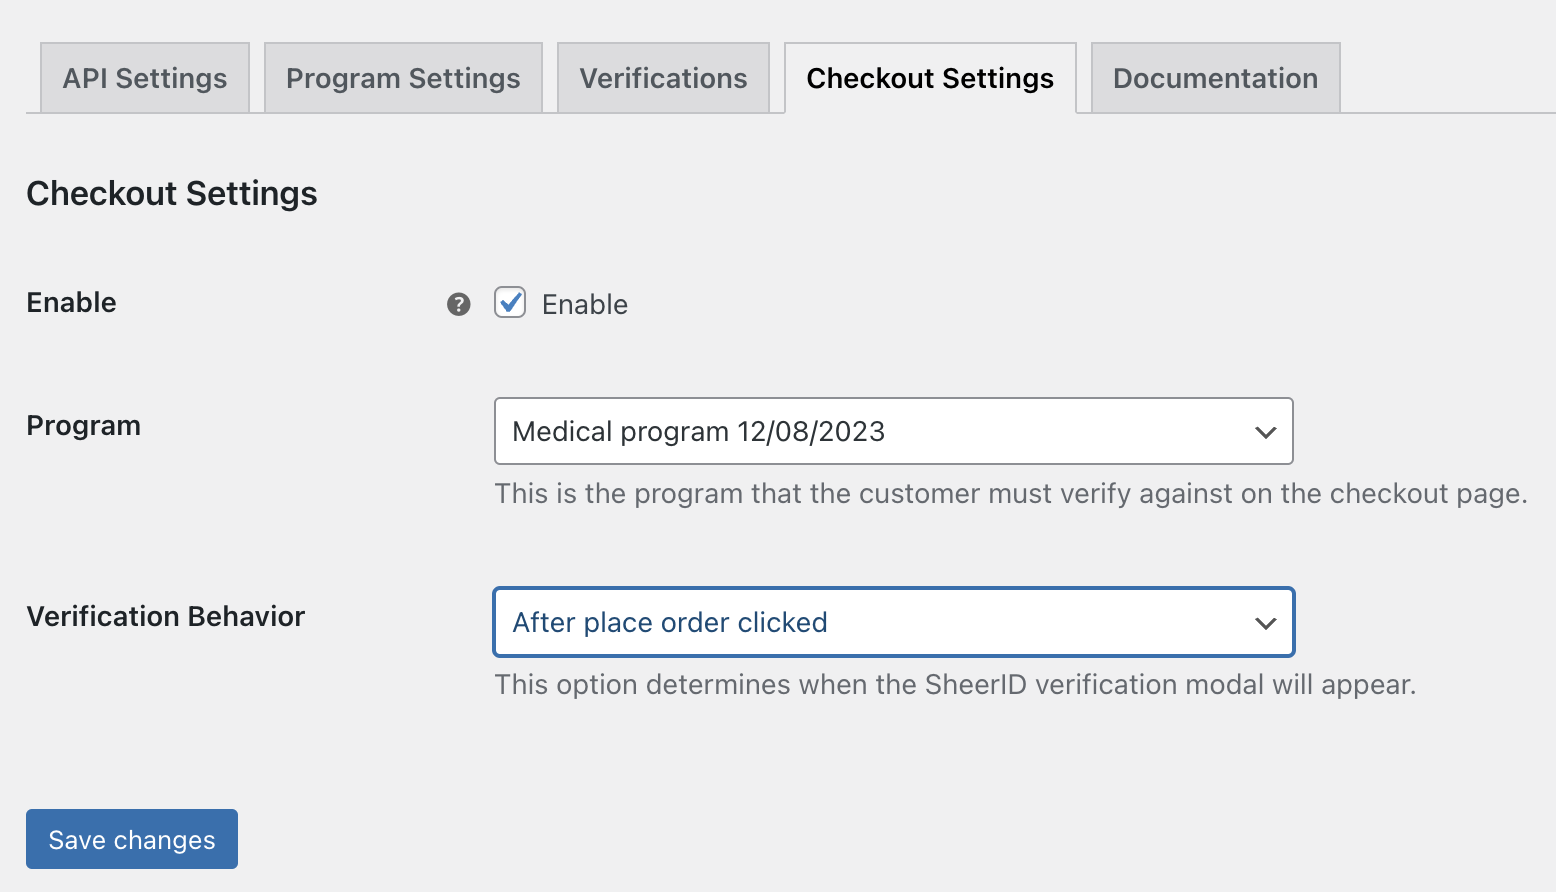 API Settings
Program Settings
Verifications
Checkout Settings
Documentation
Checkout Settings
Enable
? Enable
Program
Medical program 12/08/2023
This is the program that the customer must verify against on the checkout page.
Verification Behavior
After place order clicked
This option determines when the SheerID verification modal will appear.
Save changes